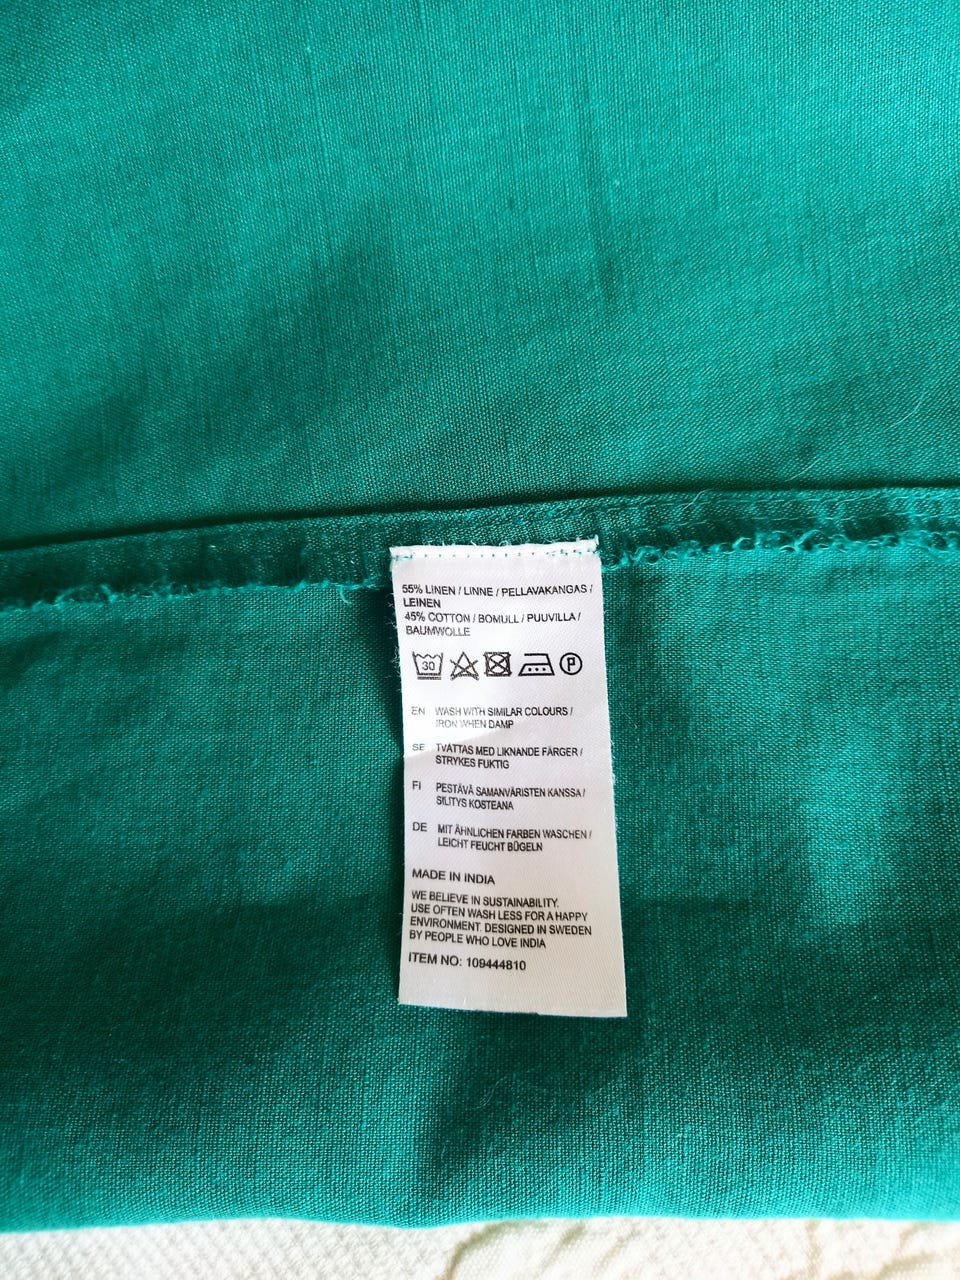 55% LINEN / LINNE / PELLAVAKANGAS /
LEINEN
45% COTTON / BOMULL / PUUVILLA /
BAUMWOLLE
30 P
EN WASH WITH SIMILAR COLOURS /
IRON WHEN DAMP
SE TVÄTTAS MED LIKNANDE FÄRGER /
STRYKES FUKTIG
FI PESTÄVÄ SAMANVÄRISTEN KANSSA /
SILITYS KOSTEANA
DE MIT ÄHNLICHEN FARBEN WASCHEN /
LEICHT FEUCHT BÜGELN
MADE IN INDIA
WE BELIEVE IN SUSTAINABILITY.
USE OFTEN WASH LESS FOR A HAPPY
ENVIRONMENT. DESIGNED IN SWEDEN
BY PEOPLE WHO LOVE INDIA
ITEM NO: 109444810